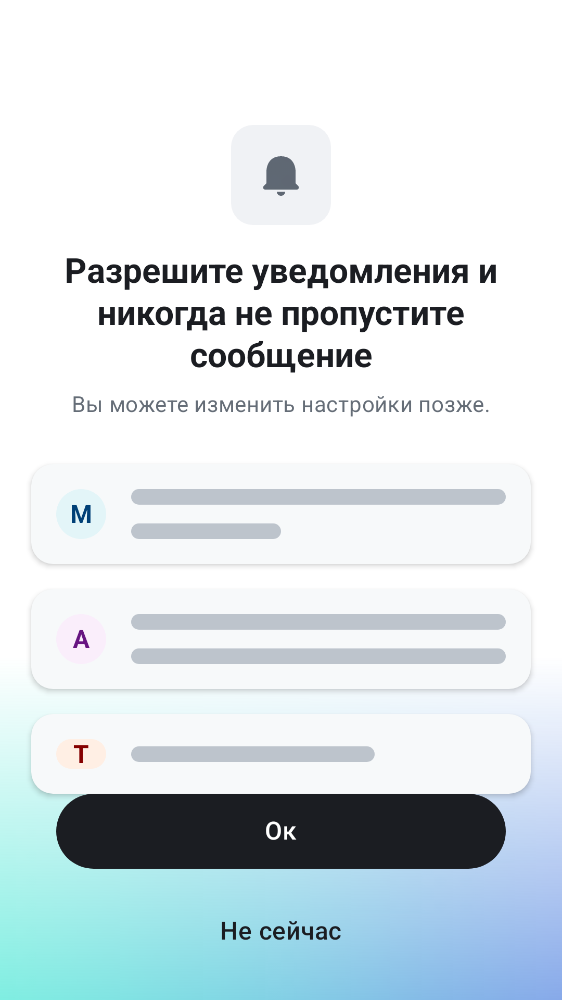 Разрешите уведомления и
никогда не пропустите
сообщение
Вы можете изменить настройки позже.
M
A
T
Ок
Не сейчас